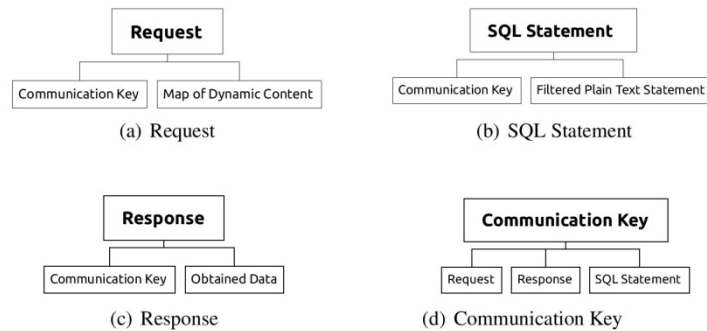 Request
Communication Key
Map of Dynamic Content
(a) Request
SQL Statement
Communication Key
Filtered Plain Text Statement
(b) SQL Statement
Response
Communication Key
Obtained Data
(c) Response
Communication Key
Request
Response
SQL Statement
(d) Communication Key